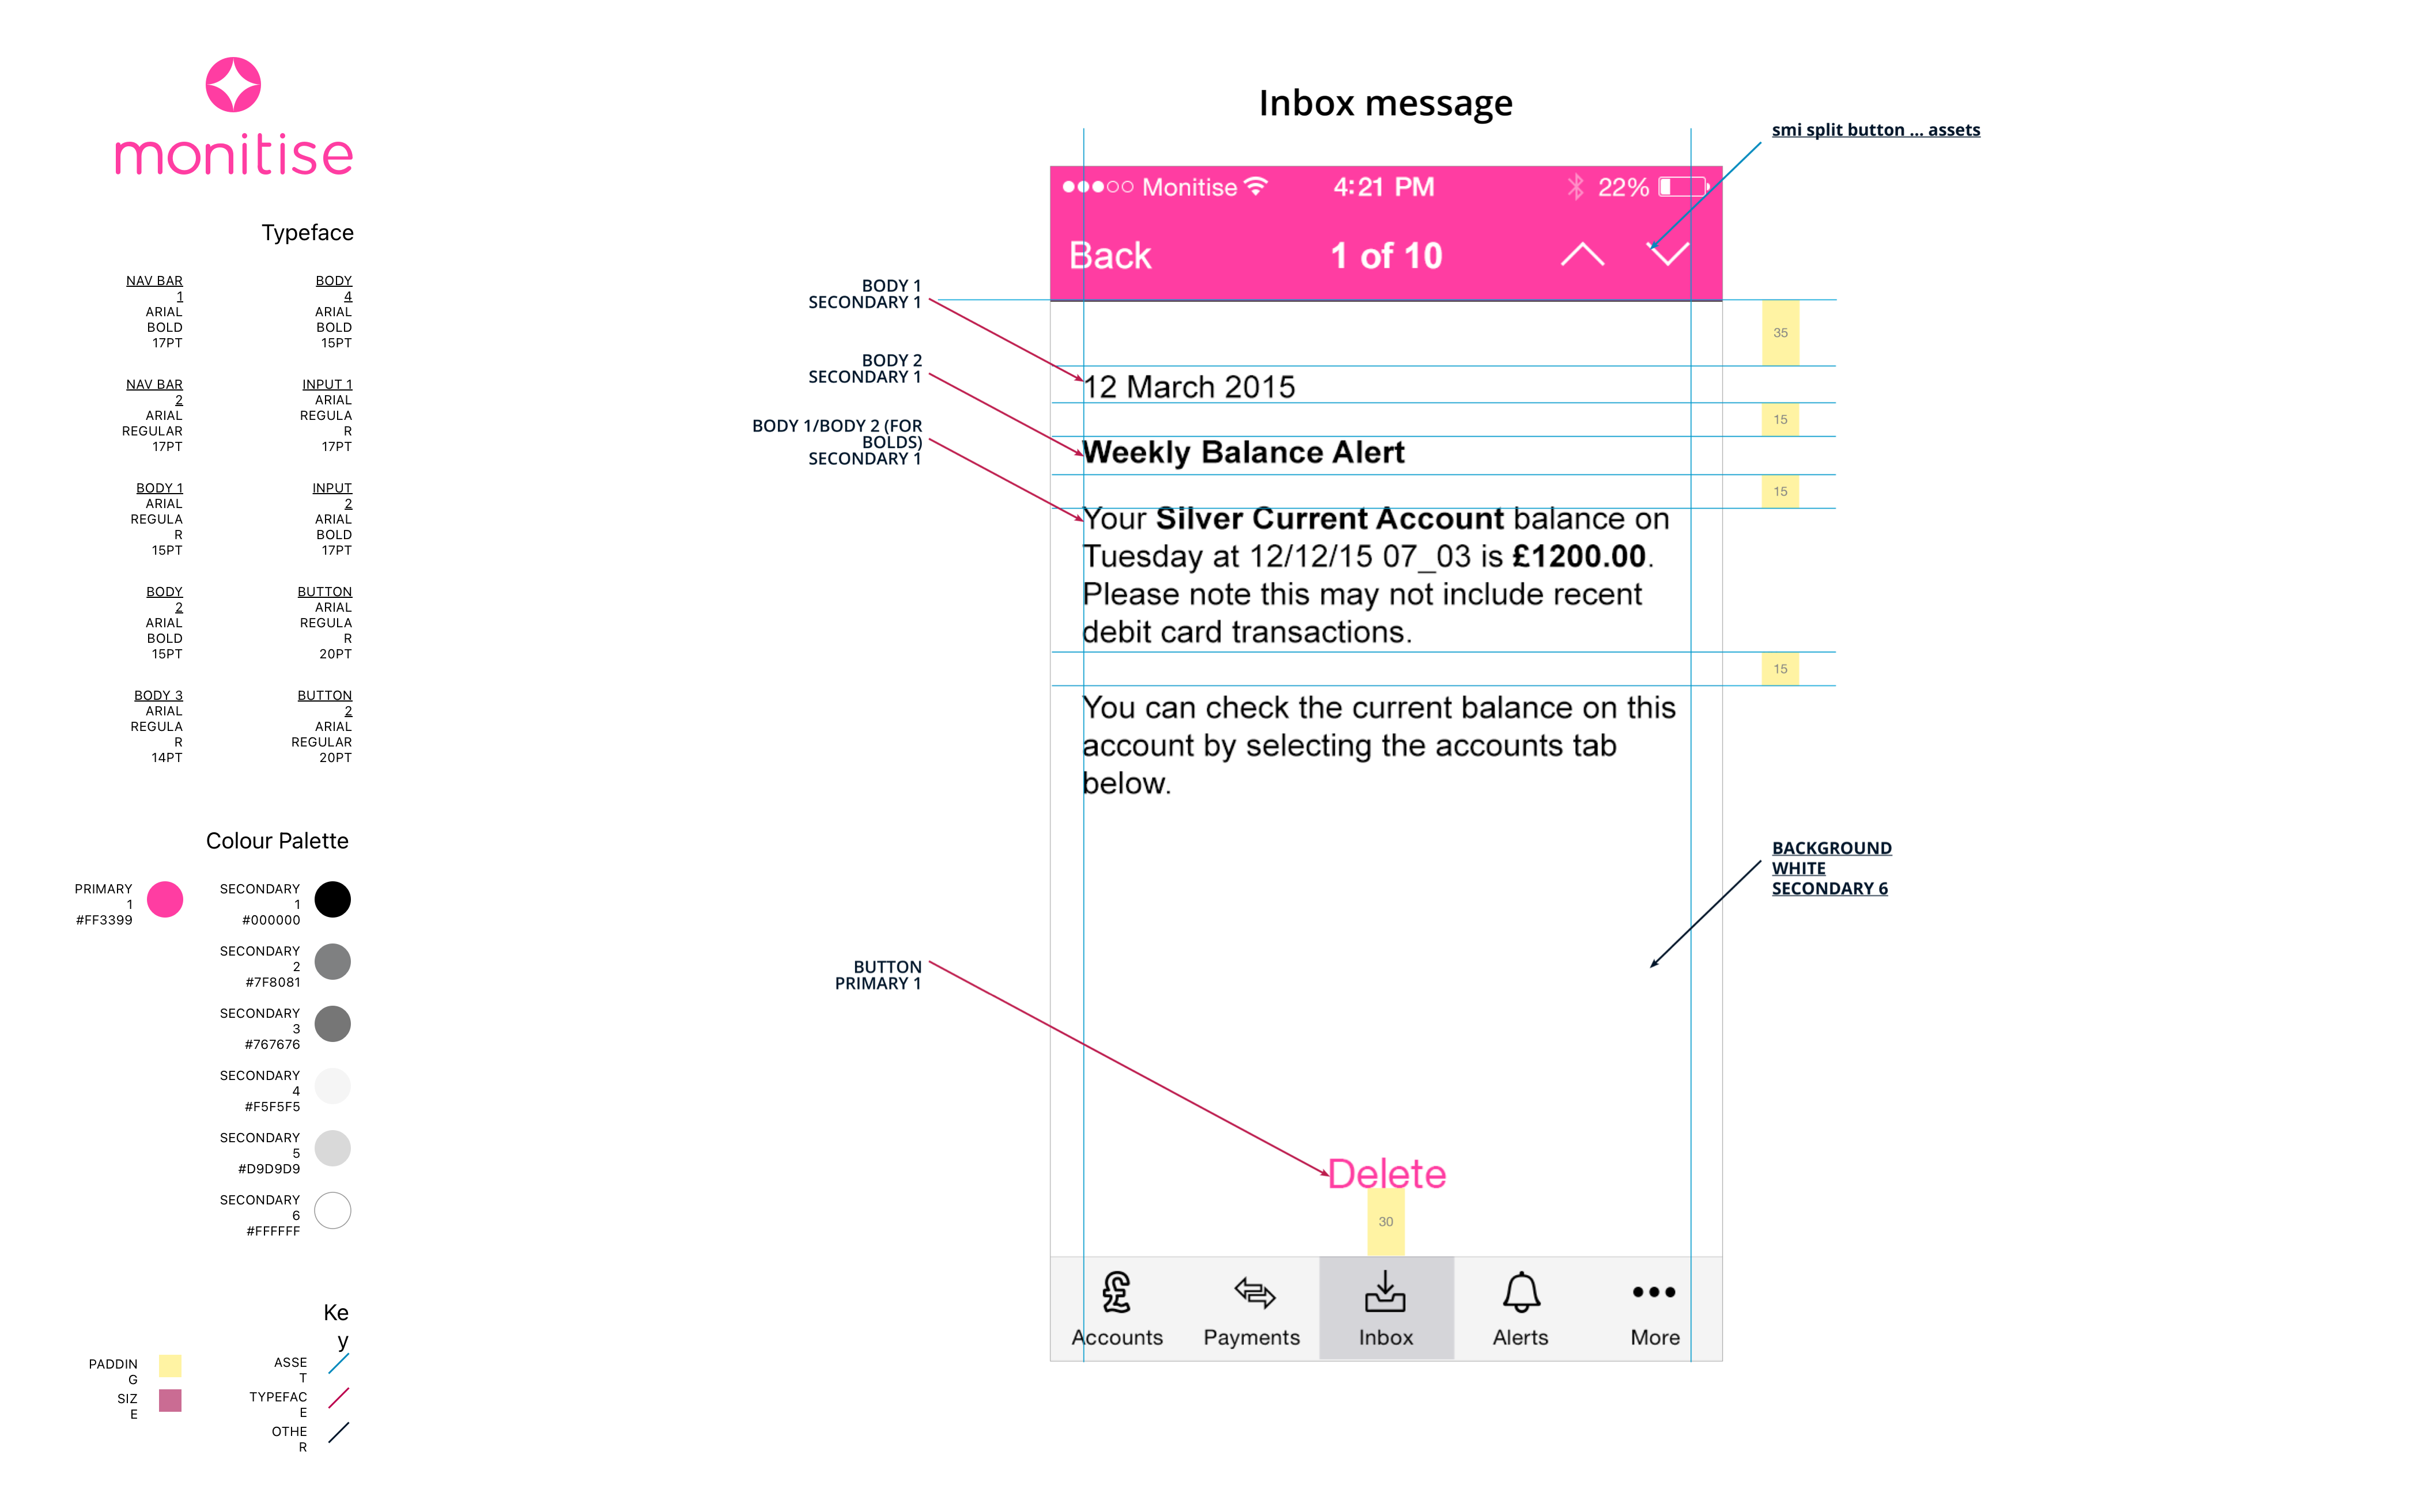 monitise
Typeface
NAV BAR
1
ARIAL
BOLD
17PT
BODY
4
ARIAL
BOLD
15PT
NAV BAR
2
ARIAL
REGULAR
17PT
INPUT 1
ARIAL
REGULA
R
17PT
BODY 1
ARIAL
REGULA
R
15PT
INPUT
2
ARIAL
BOLD
17PT
BODY
2
ARIAL
BOLD
15PT
BUTTON
ARIAL
REGULA
R
20PT
BODY 3
ARIAL
REGULA
R
14PT
BUTTON
2
ARIAL
REGULAR
20PT
Colour Palette
PRIMARY
1
#FF3399
SECONDARY
1
#000000
SECONDARY
2
#7F8081
SECONDARY
3
#767676
SECONDARY
4
#F5F5F5
SECONDARY
5
#D9D9D9
SECONDARY
6
#FFFFFF
Ke
y
PADDIN
G
SIZ
E
ASSE
T
TYPEFAC
E
OTHE
R
Inbox message
smi split button ... assets
Monitise 4:21 PM 22%
Back 1 of 10
BODY 1
SECONDARY 1
35
12 March 2015
BODY 2
SECONDARY 1
15
Weekly Balance Alert
BODY 1/BODY 2 (FOR
BOLDS)
SECONDARY 1
15
Your Silver Current Account balance on
Tuesday at 12/12/15 07_03 is £1200.00.
Please note this may not include recent
debit card transactions.
15
You can check the current balance on this
account by selecting the accounts tab
below.
BACKGROUND
WHITE
SECONDARY 6
BUTTON
PRIMARY 1
Delete
30
Accounts Payments Inbox Alerts More